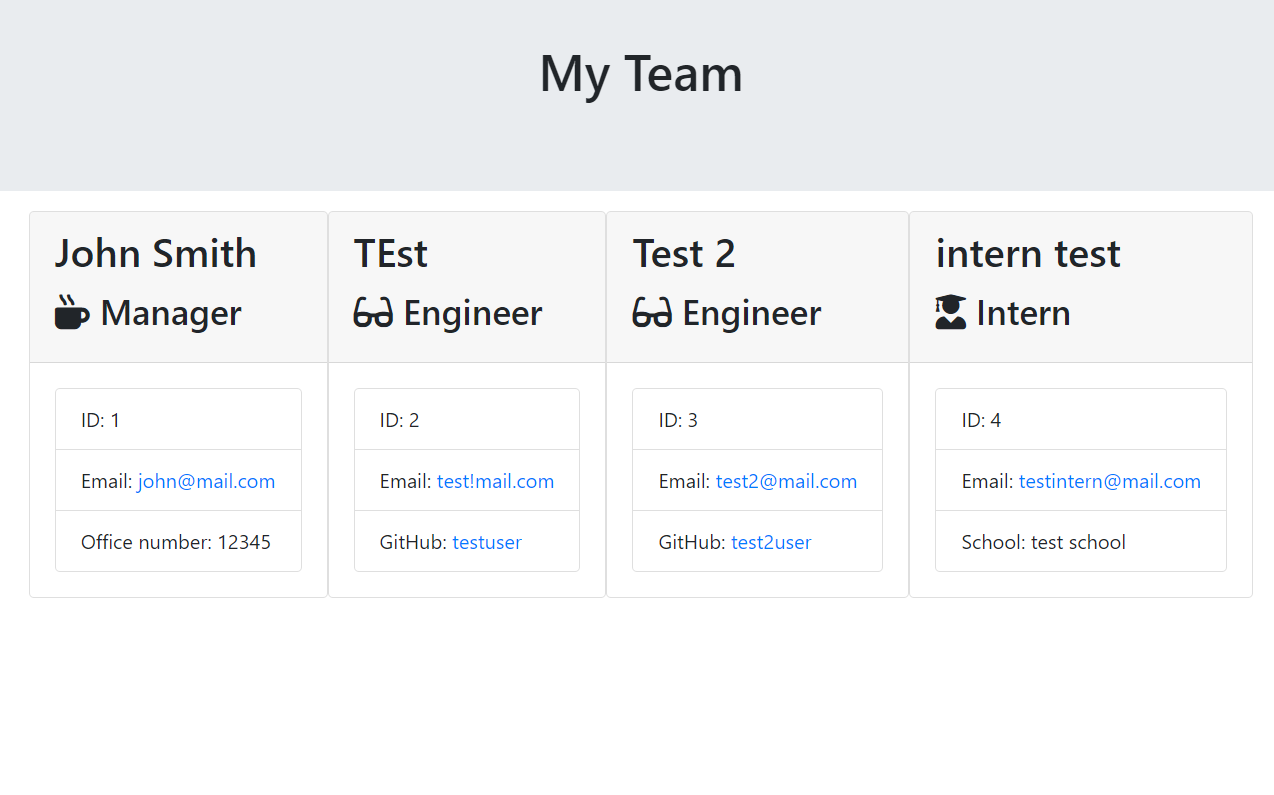 My Team
John Smith
Manager
ID: 1
Email: john@mail.com
Office number: 12345
TEst
Engineer
ID: 2
Email: test!mail.com
GitHub: testuser
Test 2
Engineer
ID: 3
Email: test2@mail.com
GitHub: test2user
intern test
Intern
ID: 4
Email: testintern@mail.com
School: test school